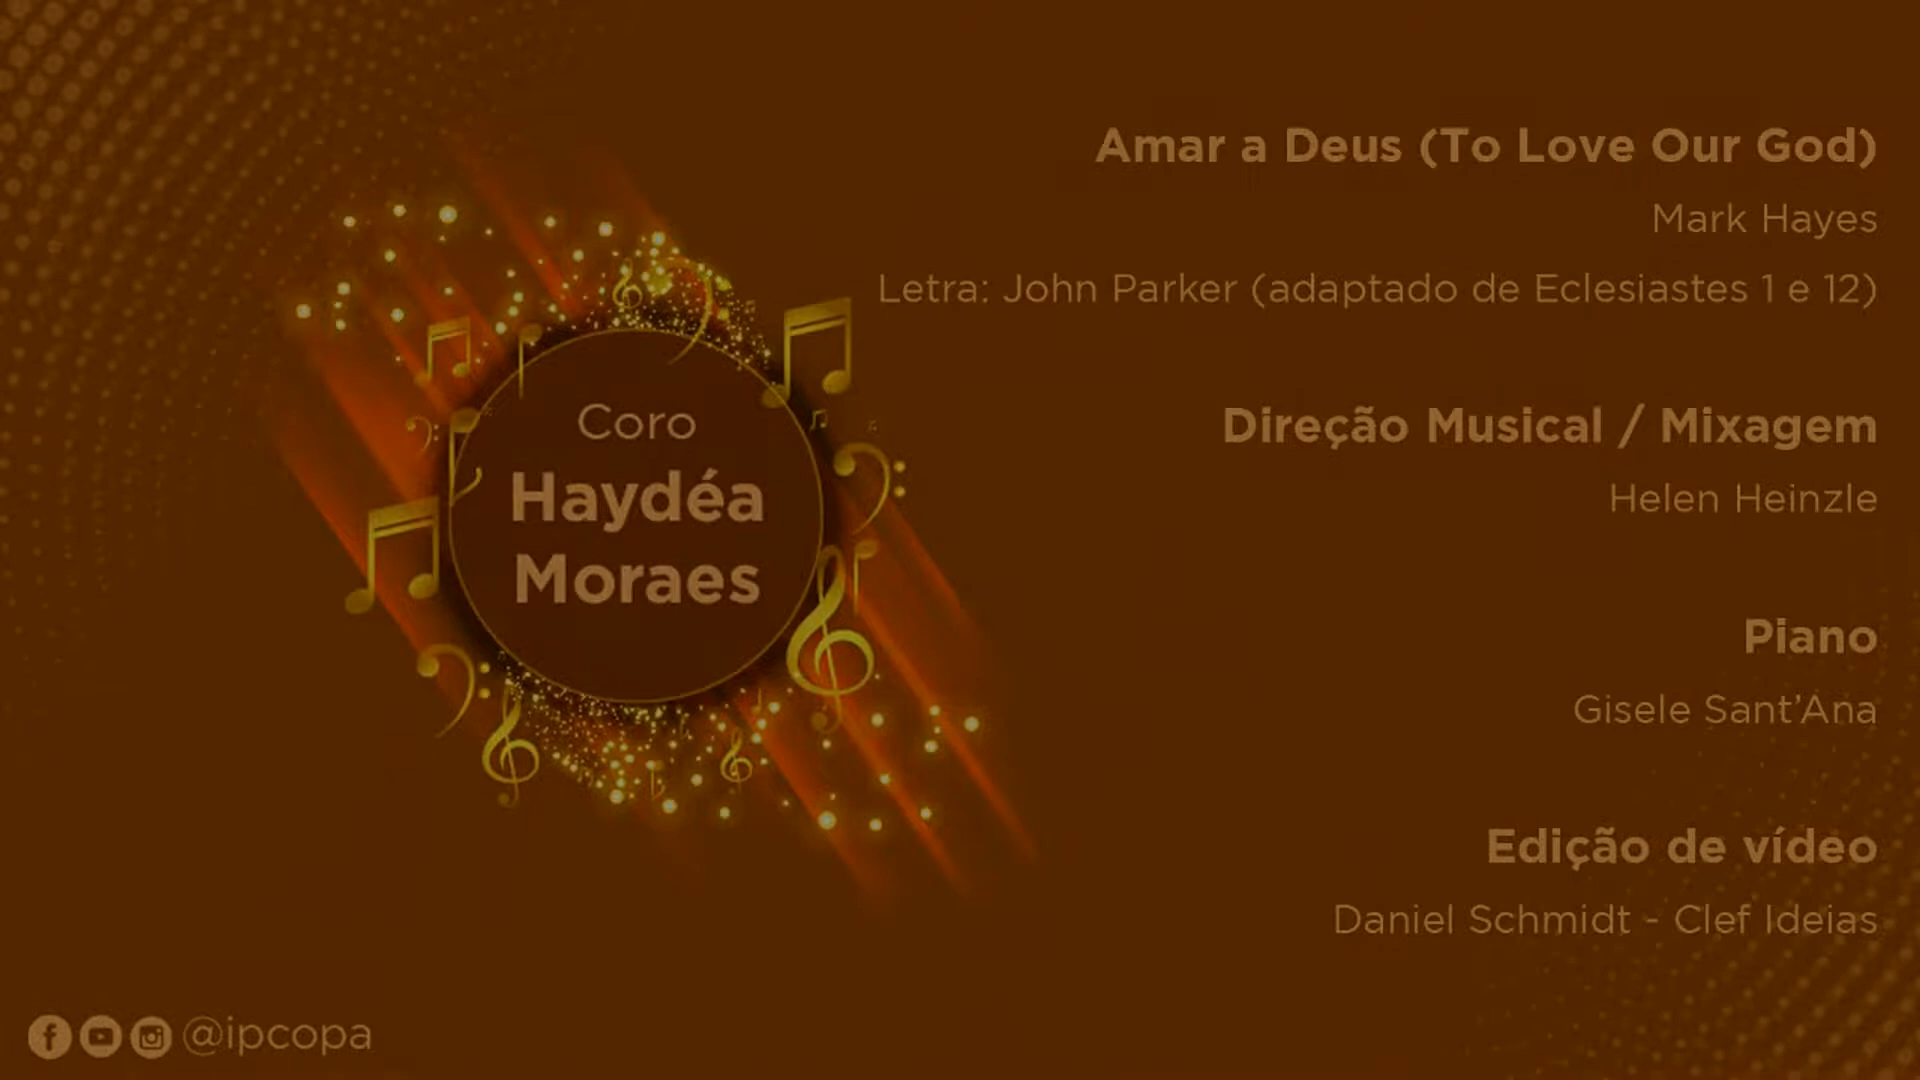 Amar a Deus (To Love Our God)
Mark Hayes
Letra: John Parker (adaptado de Eclesiastes 1 e 12)
Coro
Haydéa
Moraes
Direção Musical / Mixagem
Helen Heinzle
Piano
Gisele Sant’Ana
Edição de vídeo
Daniel Schmidt - Clef Ideias
@ipcopa